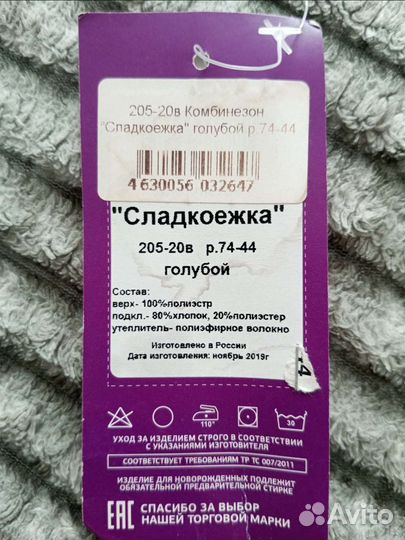 205-20в Комбинезон
"Сладкоежка" голубой р.74-44
4 630056 032647
"Сладкоежка"
205-20в р.74-44
голубой
Состав:
верх- 100%полиэстр
подкл.- 80%хлопок, 20%полиэстер
утеплитель- полиэфирное волокно
Изготовлено в России
Дата изготовления: ноябрь 2019г
110°
30
УХОД ЗА ИЗДЕЛИЕМ СТРОГО В СООТВЕТСТВИИ
С УКАЗАНИЯМИ ИЗГОТОВИТЕЛЯ
СООТВЕТСТВУЕТ ТРЕБОВАНИЯМ ТР ТС 007/2011
ИЗДЕЛИЕ ДЛЯ НОВОРОЖДЕННЫХ ПОДЛЕЖИТ
ОБЯЗАТЕЛЬНОЙ ПРЕДВАРИТЕЛЬНОЙ СТИРКЕ
EAC СПАСИБО ЗА ВЫБОР
НАШЕЙ ТОРГОВОЙ МАРКИ
Avito